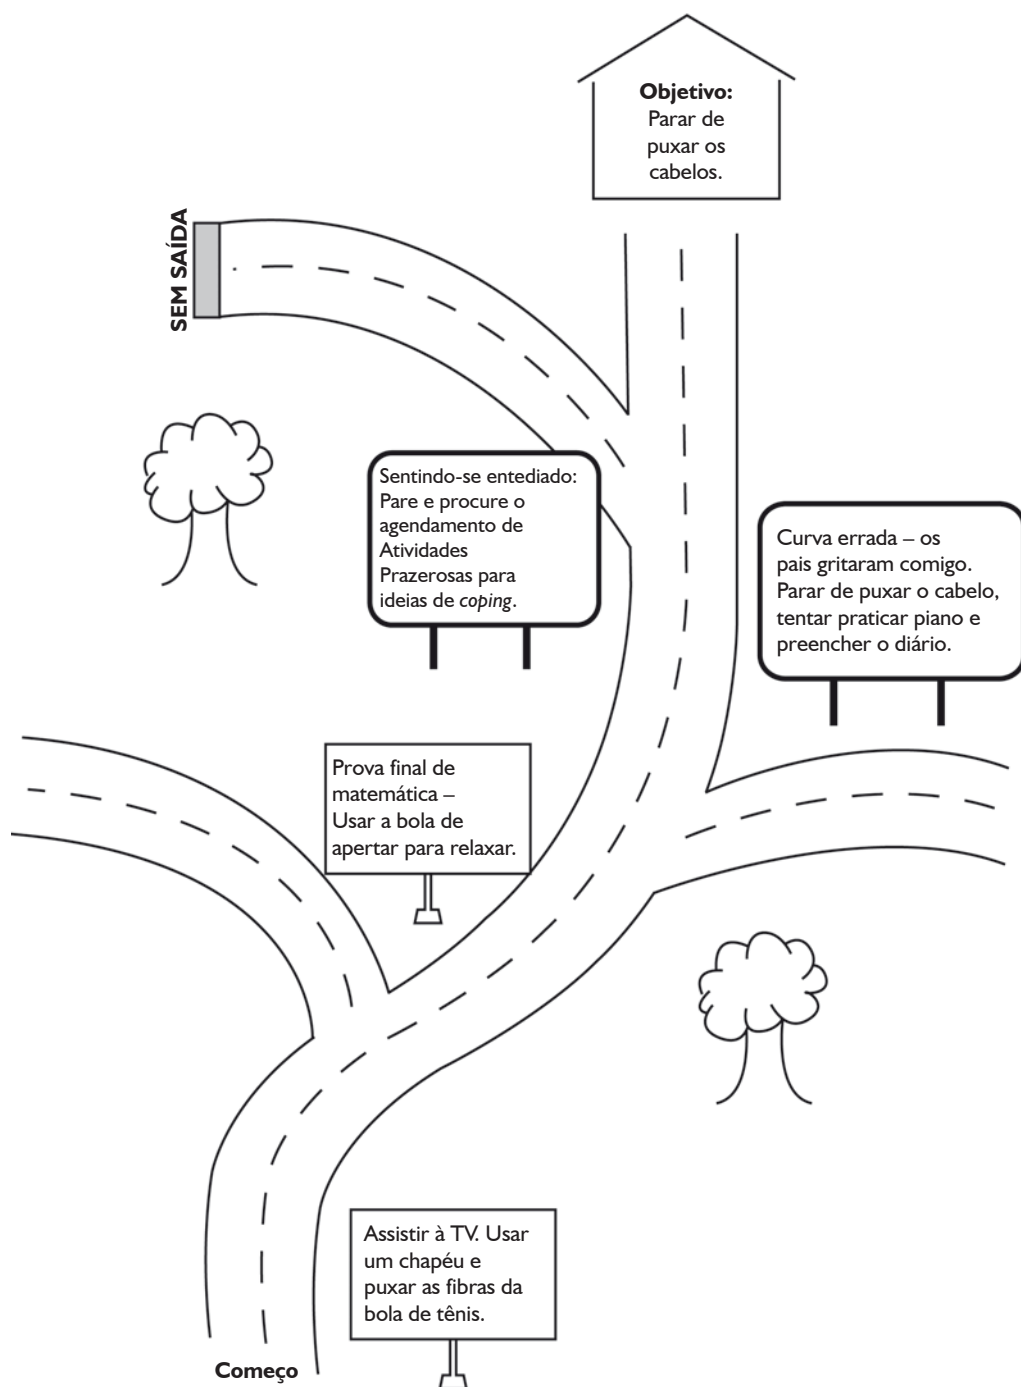 Objetivo:
Parar de
puxar os
cabelos.
SEM SAÍDA
Sentindo-se entediado:
Pare e procure o
agendamento de
Atividades
Prazerosas para
ideias de coping.
Curva errada – os
pais gritaram comigo.
Parar de puxar o cabelo,
tentar praticar piano e
preencher o diário.
Prova final de
matemática –
Usar a bola de
apertar para relaxar.
Assistir à TV. Usar
um chapéu e
puxar as fibras da
bola de tênis.
Começo